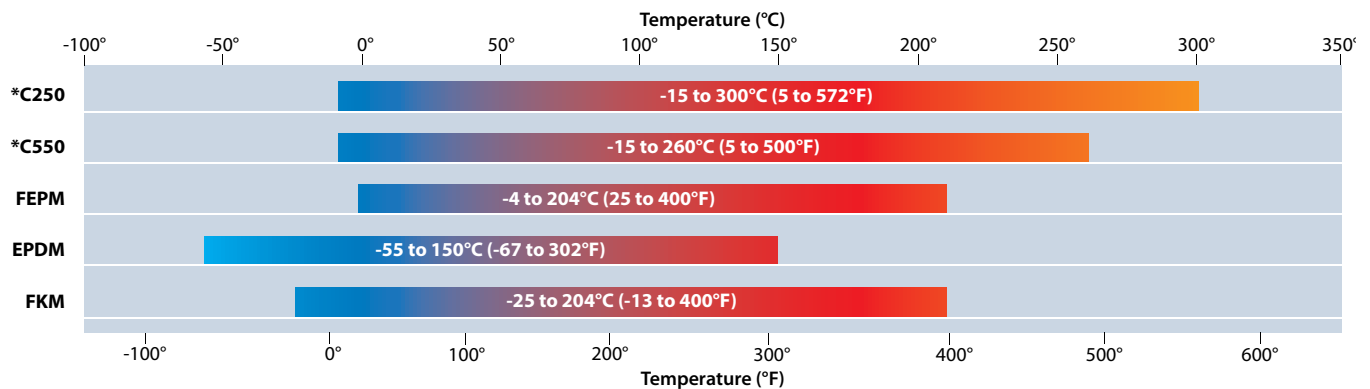 Temperature (°C)
-100° -50° 0° 50° 100° 150° 200° 250° 300° 350°
*C250 -15 to 300°C (5 to 572°F)
*C550 -15 to 260°C (5 to 500°F)
FEPM -4 to 204°C (25 to 400°F)
EPDM -55 to 150°C (-67 to 302°F)
FKM -25 to 204°C (-13 to 400°F)
-100° 0° 100° 200° 300° 400° 500° 600°
Temperature (°F)